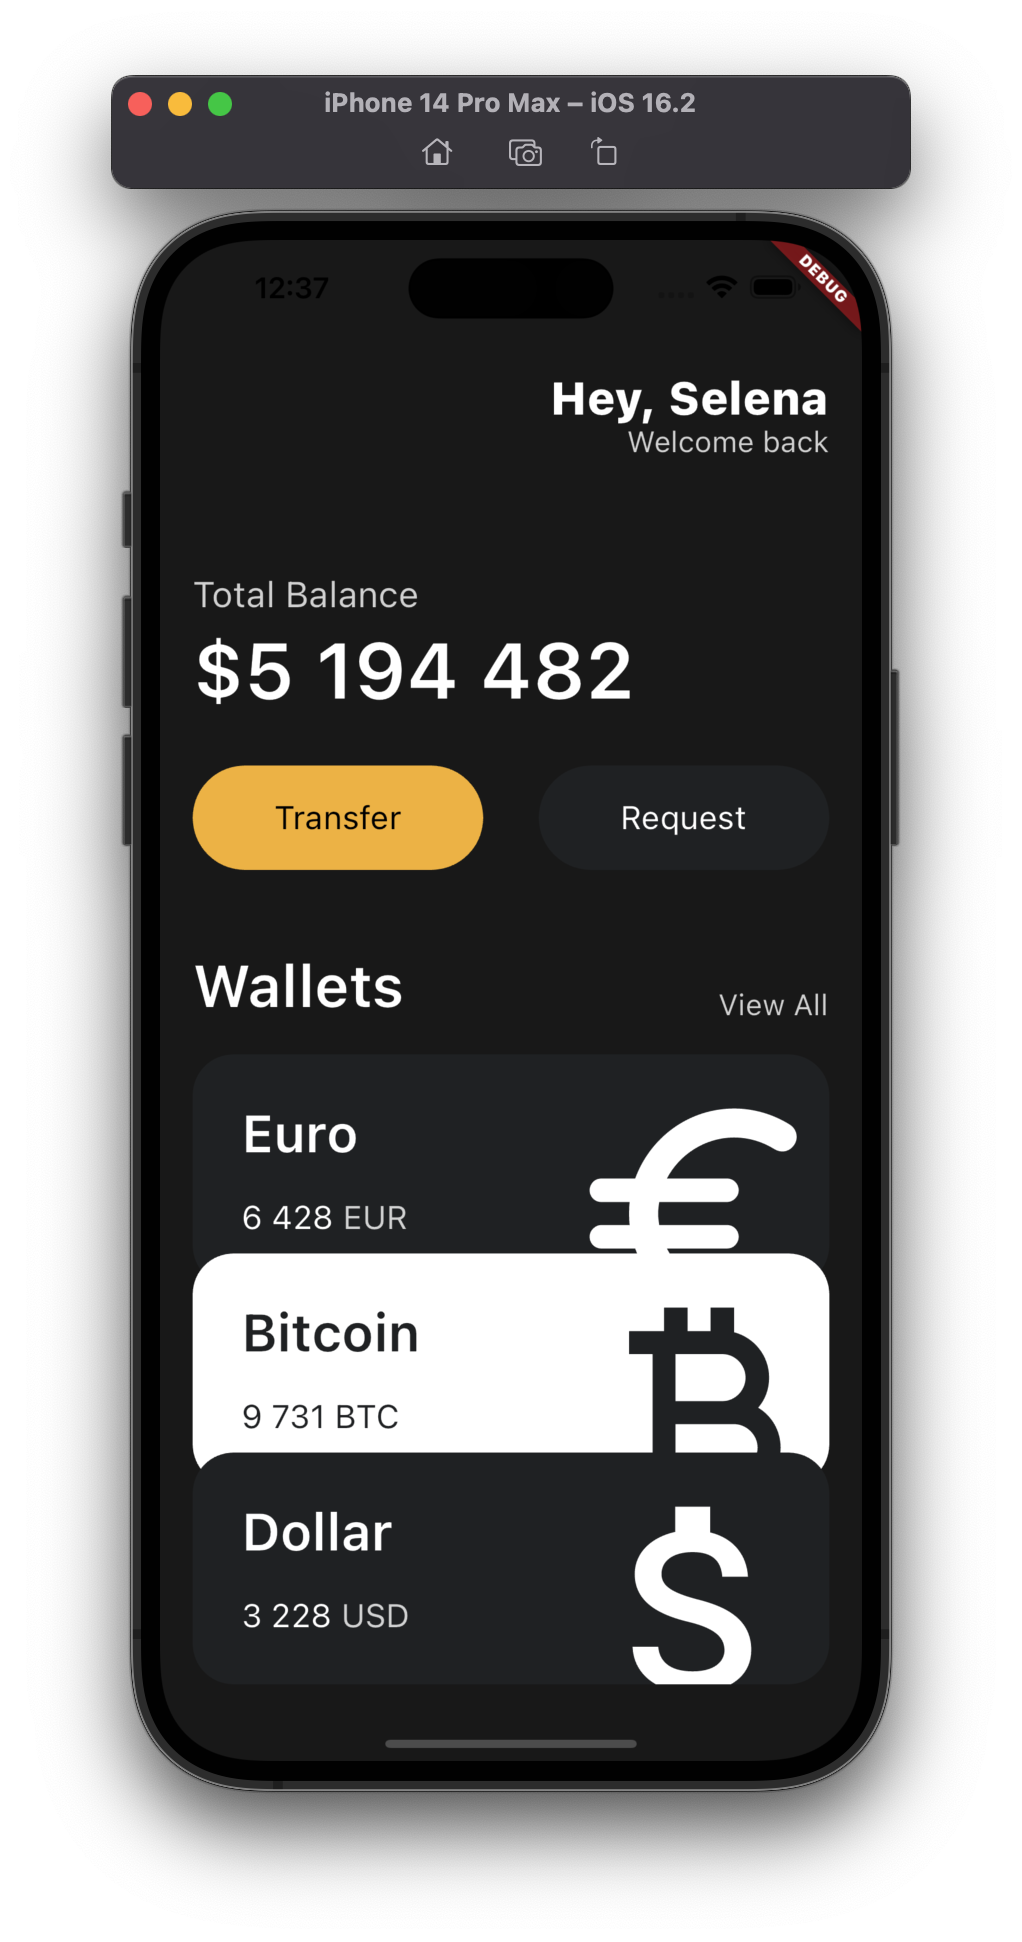 iPhone 14 Pro Max – iOS 16.2
12:37
DEBUG
Hey, Selena
Welcome back
Total Balance
$5 194 482
Transfer
Request
Wallets
View All
Euro
6 428 EUR
€
Bitcoin
9 731 BTC
₿
Dollar
3 228 USD
$